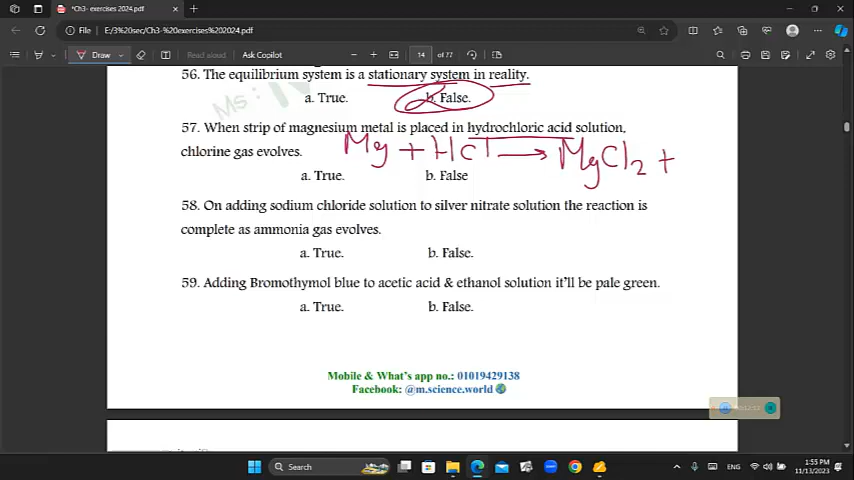 *Ch3- exercises 2024.pdf
File
E:/3%20sec/Ch3-%20exercises%202024.pdf
Draw
Read aloud
Ask Copilot
14
of 77
56. The equilibrium system is a stationary system in reality.
a. True.
b. False.
57. When strip of magnesium metal is placed in hydrochloric acid solution,
chlorine gas evolves.
Mg + HCl → MgCl2 +
a. True.
b. False
58. On adding sodium chloride solution to silver nitrate solution the reaction is
complete as ammonia gas evolves.
a. True.
b. False.
59. Adding Bromothymol blue to acetic acid & ethanol solution it'll be pale green.
a. True.
b. False.
Mobile & What's app no.: 01019429138
Facebook: @m.science.world
Search
ENG
1:55 PM
11/13/2023